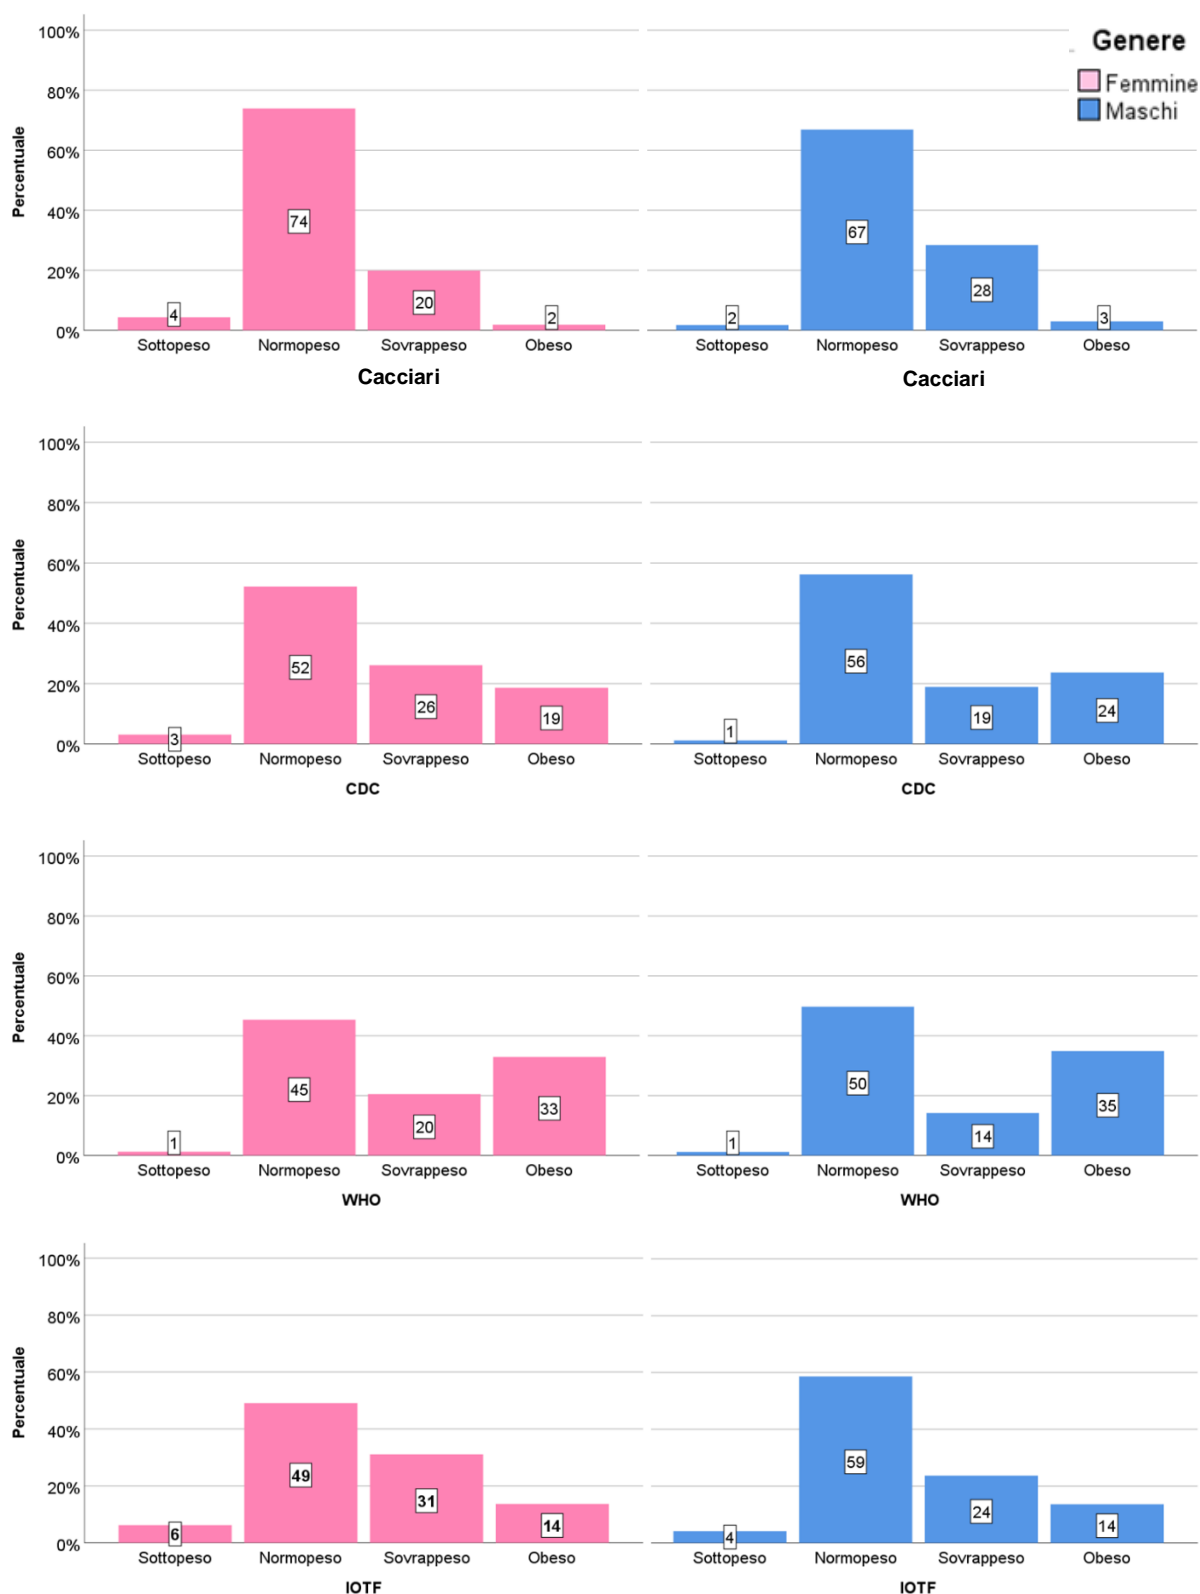 Genere
Femmine
Maschi
Percentuale
100%
80%
60%
40%
20%
0%
4
74
20
2
Sottopeso Normopeso Sovrappeso Obeso
Cacciari
2
67
28
3
Sottopeso Normopeso Sovrappeso Obeso
Cacciari
Percentuale
100%
80%
60%
40%
20%
0%
3
52
26
19
Sottopeso Normopeso Sovrappeso Obeso
CDC
1
56
19
24
Sottopeso Normopeso Sovrappeso Obeso
CDC
Percentuale
100%
80%
60%
40%
20%
0%
1
45
20
33
Sottopeso Normopeso Sovrappeso Obeso
WHO
1
50
14
35
Sottopeso Normopeso Sovrappeso Obeso
WHO
Percentuale
100%
80%
60%
40%
20%
0%
6
49
31
14
Sottopeso Normopeso Sovrappeso Obeso
IOTF
4
59
24
14
Sottopeso Normopeso Sovrappeso Obeso
IOTF